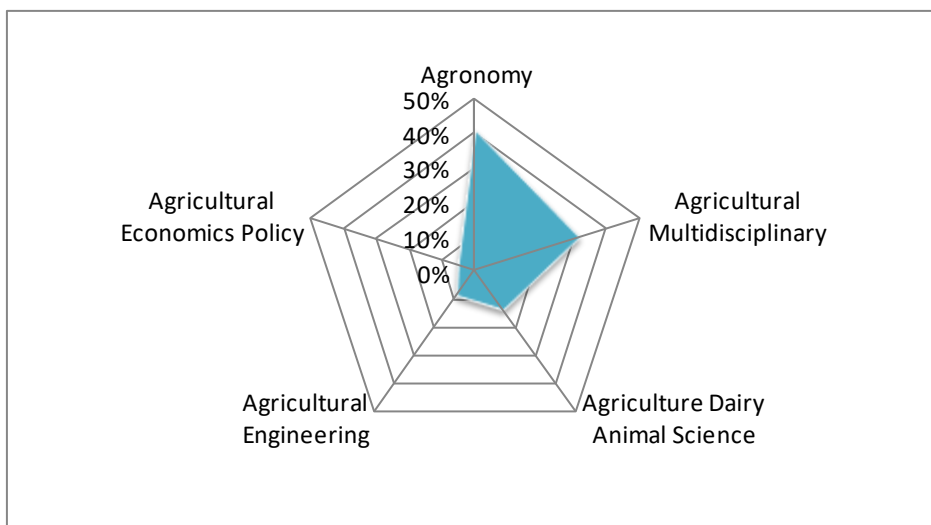 Agronomy
50%
40%
30%
20%
10%
0%
Agricultural
Multidisciplinary
Agriculture Dairy
Animal Science
Agricultural
Engineering
Agricultural
Economics Policy